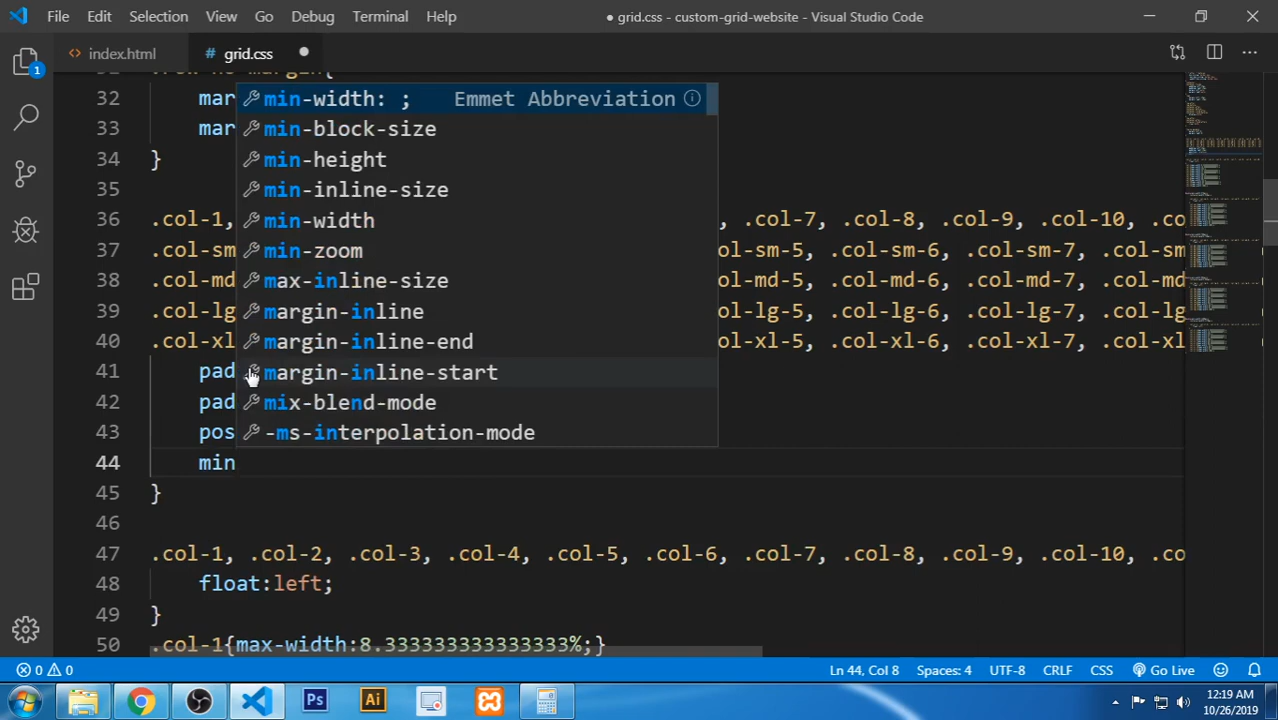 File Edit Selection View Go Debug Terminal Help
● grid.css - custom-grid-website - Visual Studio Code
1
<> index.html
# grid.css ●
32 mar
33 mar
34 }
35
36 .col-1, , .col-7, .col-8, .col-9, .col-10, .co
37 .col-sm ol-sm-5, .col-sm-6, .col-sm-7, .col-sm
38 .col-md ol-md-5, .col-md-6, .col-md-7, .col-md
39 .col-lg ol-lg-5, .col-lg-6, .col-lg-7, .col-lg
40 .col-xl ol-xl-5, .col-xl-6, .col-xl-7, .col-xl
41 pad
42 pad
43 pos
44 min
45 }
46
47 .col-1, .col-2, .col-3, .col-4, .col-5, .col-6, .col-7, .col-8, .col-9, .col-10, .co
48 float:left;
49 }
50 .col-1{max-width:8.333333333333333%;}
min-width: ; Emmet Abbreviation
min-block-size
min-height
min-inline-size
min-width
min-zoom
max-inline-size
margin-inline
margin-inline-end
margin-inline-start
mix-blend-mode
-ms-interpolation-mode
0 0 Ln 44, Col 8 Spaces: 4 UTF-8 CRLF CSS Go Live
Ps Ai
12:19 AM
10/26/2019